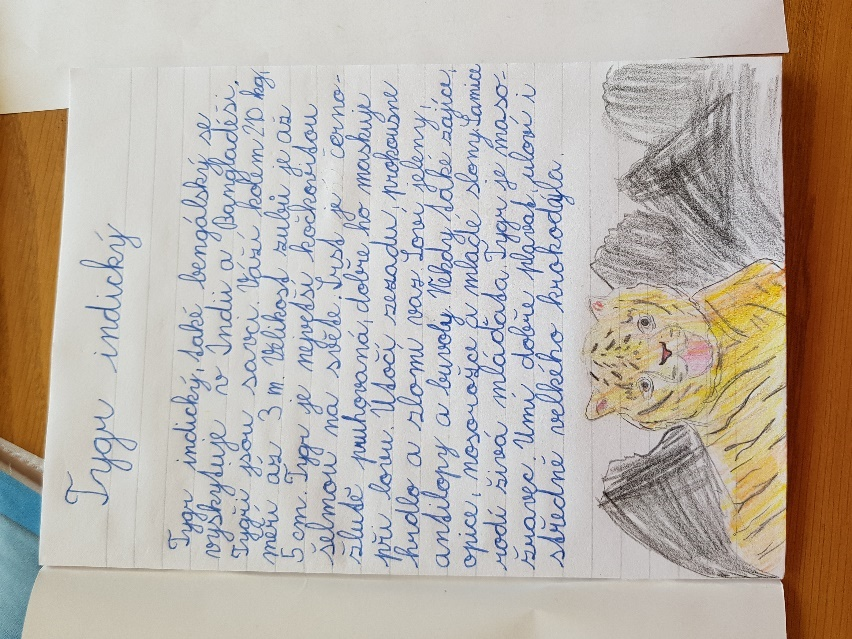 Tygr indický
Tygr indický, také bengálský se
vyskytuje v Indii a Bangladéši.
Tygři jsou savci. Váží kolem 210 kg,
měří až 3 m. Velikost zubů je až
5 cm. Tygr je nejvyšší kočkovitou
šelmou na světě. Srst je černo-
žlutě pruhovaná, dobře ho maskuje
při lovu. Útočí zezadu, prokousne
hrdlo a zlomí vaz. Loví jeleny,
antilopy a buvoly. Někdy také zajíce,
opice, nosorožce a mladé slony. Samice
rodí živá mláďata. Tygr je maso-
žravec. Umí dobře plavat, uloví i
středně velkého krokodýla.